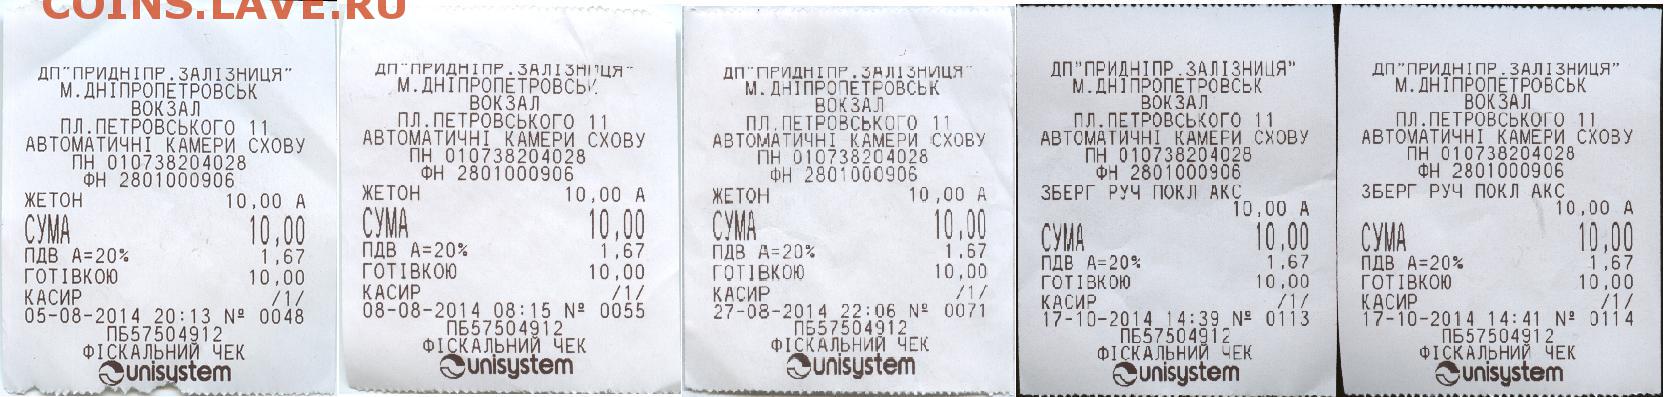 COINS.LAVE.RU
ДП"ПРИДНІПР.ЗАЛІЗНИЦЯ"
М.ДНІПРОПЕТРОВСЬК
ВОКЗАЛ
ПЛ.ПЕТРОВСЬКОГО 11
АВТОМАТИЧНІ КАМЕРИ СХОВУ
ПН 010738204028
ФН 2801000906
ЖЕТОН 10,00 А
СУМА 10,00
ПДВ А=20% 1,67
ГОТІВКОЮ 10,00
КАСИР /1/
05-08-2014 20:13 № 0048
ПБ57504912
ФІСКАЛЬНИЙ ЧЕК
unisystem
ДП"ПРИДНІПР.ЗАЛІЗНИЦЯ"
М.ДНІПРОПЕТРОВСЬК
ВОКЗАЛ
ПЛ.ПЕТРОВСЬКОГО 11
АВТОМАТИЧНІ КАМЕРИ СХОВУ
ПН 010738204028
ФН 2801000906
ЖЕТОН 10,00 А
СУМА 10,00
ПДВ А=20% 1,67
ГОТІВКОЮ 10,00
КАСИР /1/
08-08-2014 08:15 № 0055
ПБ57504912
ФІСКАЛЬНИЙ ЧЕК
unisystem
ДП"ПРИДНІПР.ЗАЛІЗНИЦЯ"
М.ДНІПРОПЕТРОВСЬК
ВОКЗАЛ
ПЛ.ПЕТРОВСЬКОГО 11
АВТОМАТИЧНІ КАМЕРИ СХОВУ
ПН 010738204028
ФН 2801000906
ЖЕТОН 10,00 А
СУМА 10,00
ПДВ А=20% 1,67
ГОТІВКОЮ 10,00
КАСИР /1/
27-08-2014 22:06 № 0071
ПБ57504912
ФІСКАЛЬНИЙ ЧЕК
unisystem
ДП"ПРИДНІПР.ЗАЛІЗНИЦЯ"
М.ДНІПРОПЕТРОВСЬК
ВОКЗАЛ
ПЛ.ПЕТРОВСЬКОГО 11
АВТОМАТИЧНІ КАМЕРИ СХОВУ
ПН 010738204028
ФН 2801000906
ЗБЕРГ РУЧ ПОКЛ АКС
10,00 А
СУМА 10,00
ПДВ А=20% 1,67
ГОТІВКОЮ 10,00
КАСИР /1/
17-10-2014 14:39 № 0113
ПБ57504912
ФІСКАЛЬНИЙ ЧЕК
unisystem
ДП"ПРИДНІПР.ЗАЛІЗНИЦЯ"
М.ДНІПРОПЕТРОВСЬК
ВОКЗАЛ
ПЛ.ПЕТРОВСЬКОГО 11
АВТОМАТИЧНІ КАМЕРИ СХОВУ
ПН 010738204028
ФН 2801000906
ЗБЕРГ РУЧ ПОКЛ АКС
10,00 А
СУМА 10,00
ПДВ А=20% 1,67
ГОТІВКОЮ 10,00
КАСИР /1/
17-10-2014 14:41 № 0114
ПБ57504912
ФІСКАЛЬНИЙ ЧЕК
unisystem